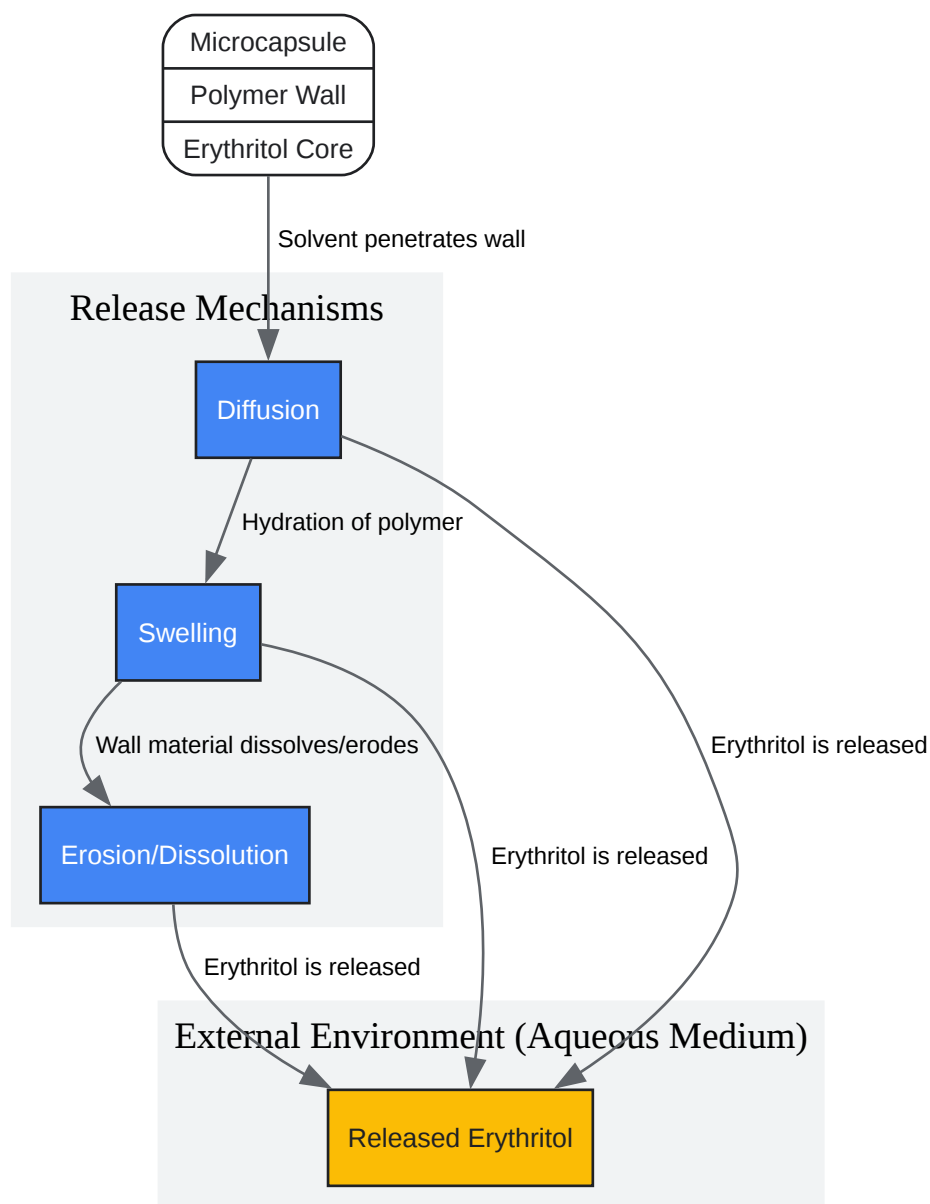 Microcapsule
Polymer Wall
Erythritol Core
Solvent penetrates wall
Release Mechanisms
Diffusion
Hydration of polymer
Swelling
Wall material dissolves/erodes
Erythritol is released
Erosion/Dissolution
Erythritol is released
Erythritol is released
External Environment (Aqueous Medium)
Released Erythritol